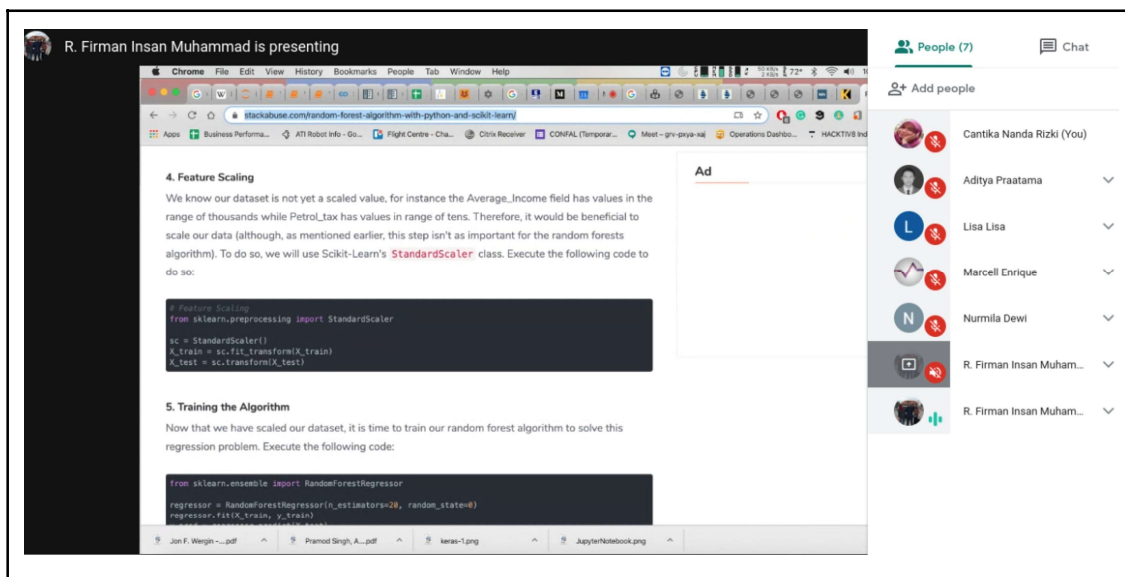 R. Firman Insan Muhammad is presenting
Chrome File Edit View History Bookmarks People Tab Window Help
72°
stackabuse.com/random-forest-algorithm-with-python-and-scikit-learn/
Apps Business Performa... ATI Robot Info - Go... Flight Centre - Cha... Citrix Receiver CONFAL (Temporar... Meet – grv-pxya-xaj Operations Dashbo... HACKTIV8 Ind
4. Feature Scaling
We know our dataset is not yet a scaled value, for instance the Average_Income field has values in the
range of thousands while Petrol_tax has values in range of tens. Therefore, it would be beneficial to
scale our data (although, as mentioned earlier, this step isn't as important for the random forests
algorithm). To do so, we will use Scikit-Learn's StandardScaler class. Execute the following code to
do so:
# Feature Scaling
from sklearn.preprocessing import StandardScaler
sc = StandardScaler()
X_train = sc.fit_transform(X_train)
X_test = sc.transform(X_test)
5. Training the Algorithm
Now that we have scaled our dataset, it is time to train our random forest algorithm to solve this
regression problem. Execute the following code:
from sklearn.ensemble import RandomForestRegressor
regressor = RandomForestRegressor(n_estimators=20, random_state=0)
regressor.fit(X_train, y_train)
Ad
Jon F. Wergin -....pdf Pramod Singh, A....pdf keras-1.png JupyterNotebook.png
People (7) Chat
Add people
Cantika Nanda Rizki (You)
Aditya Praatama
L Lisa Lisa
Marcell Enrique
N Nurmila Dewi
R. Firman Insan Muham...
R. Firman Insan Muham...